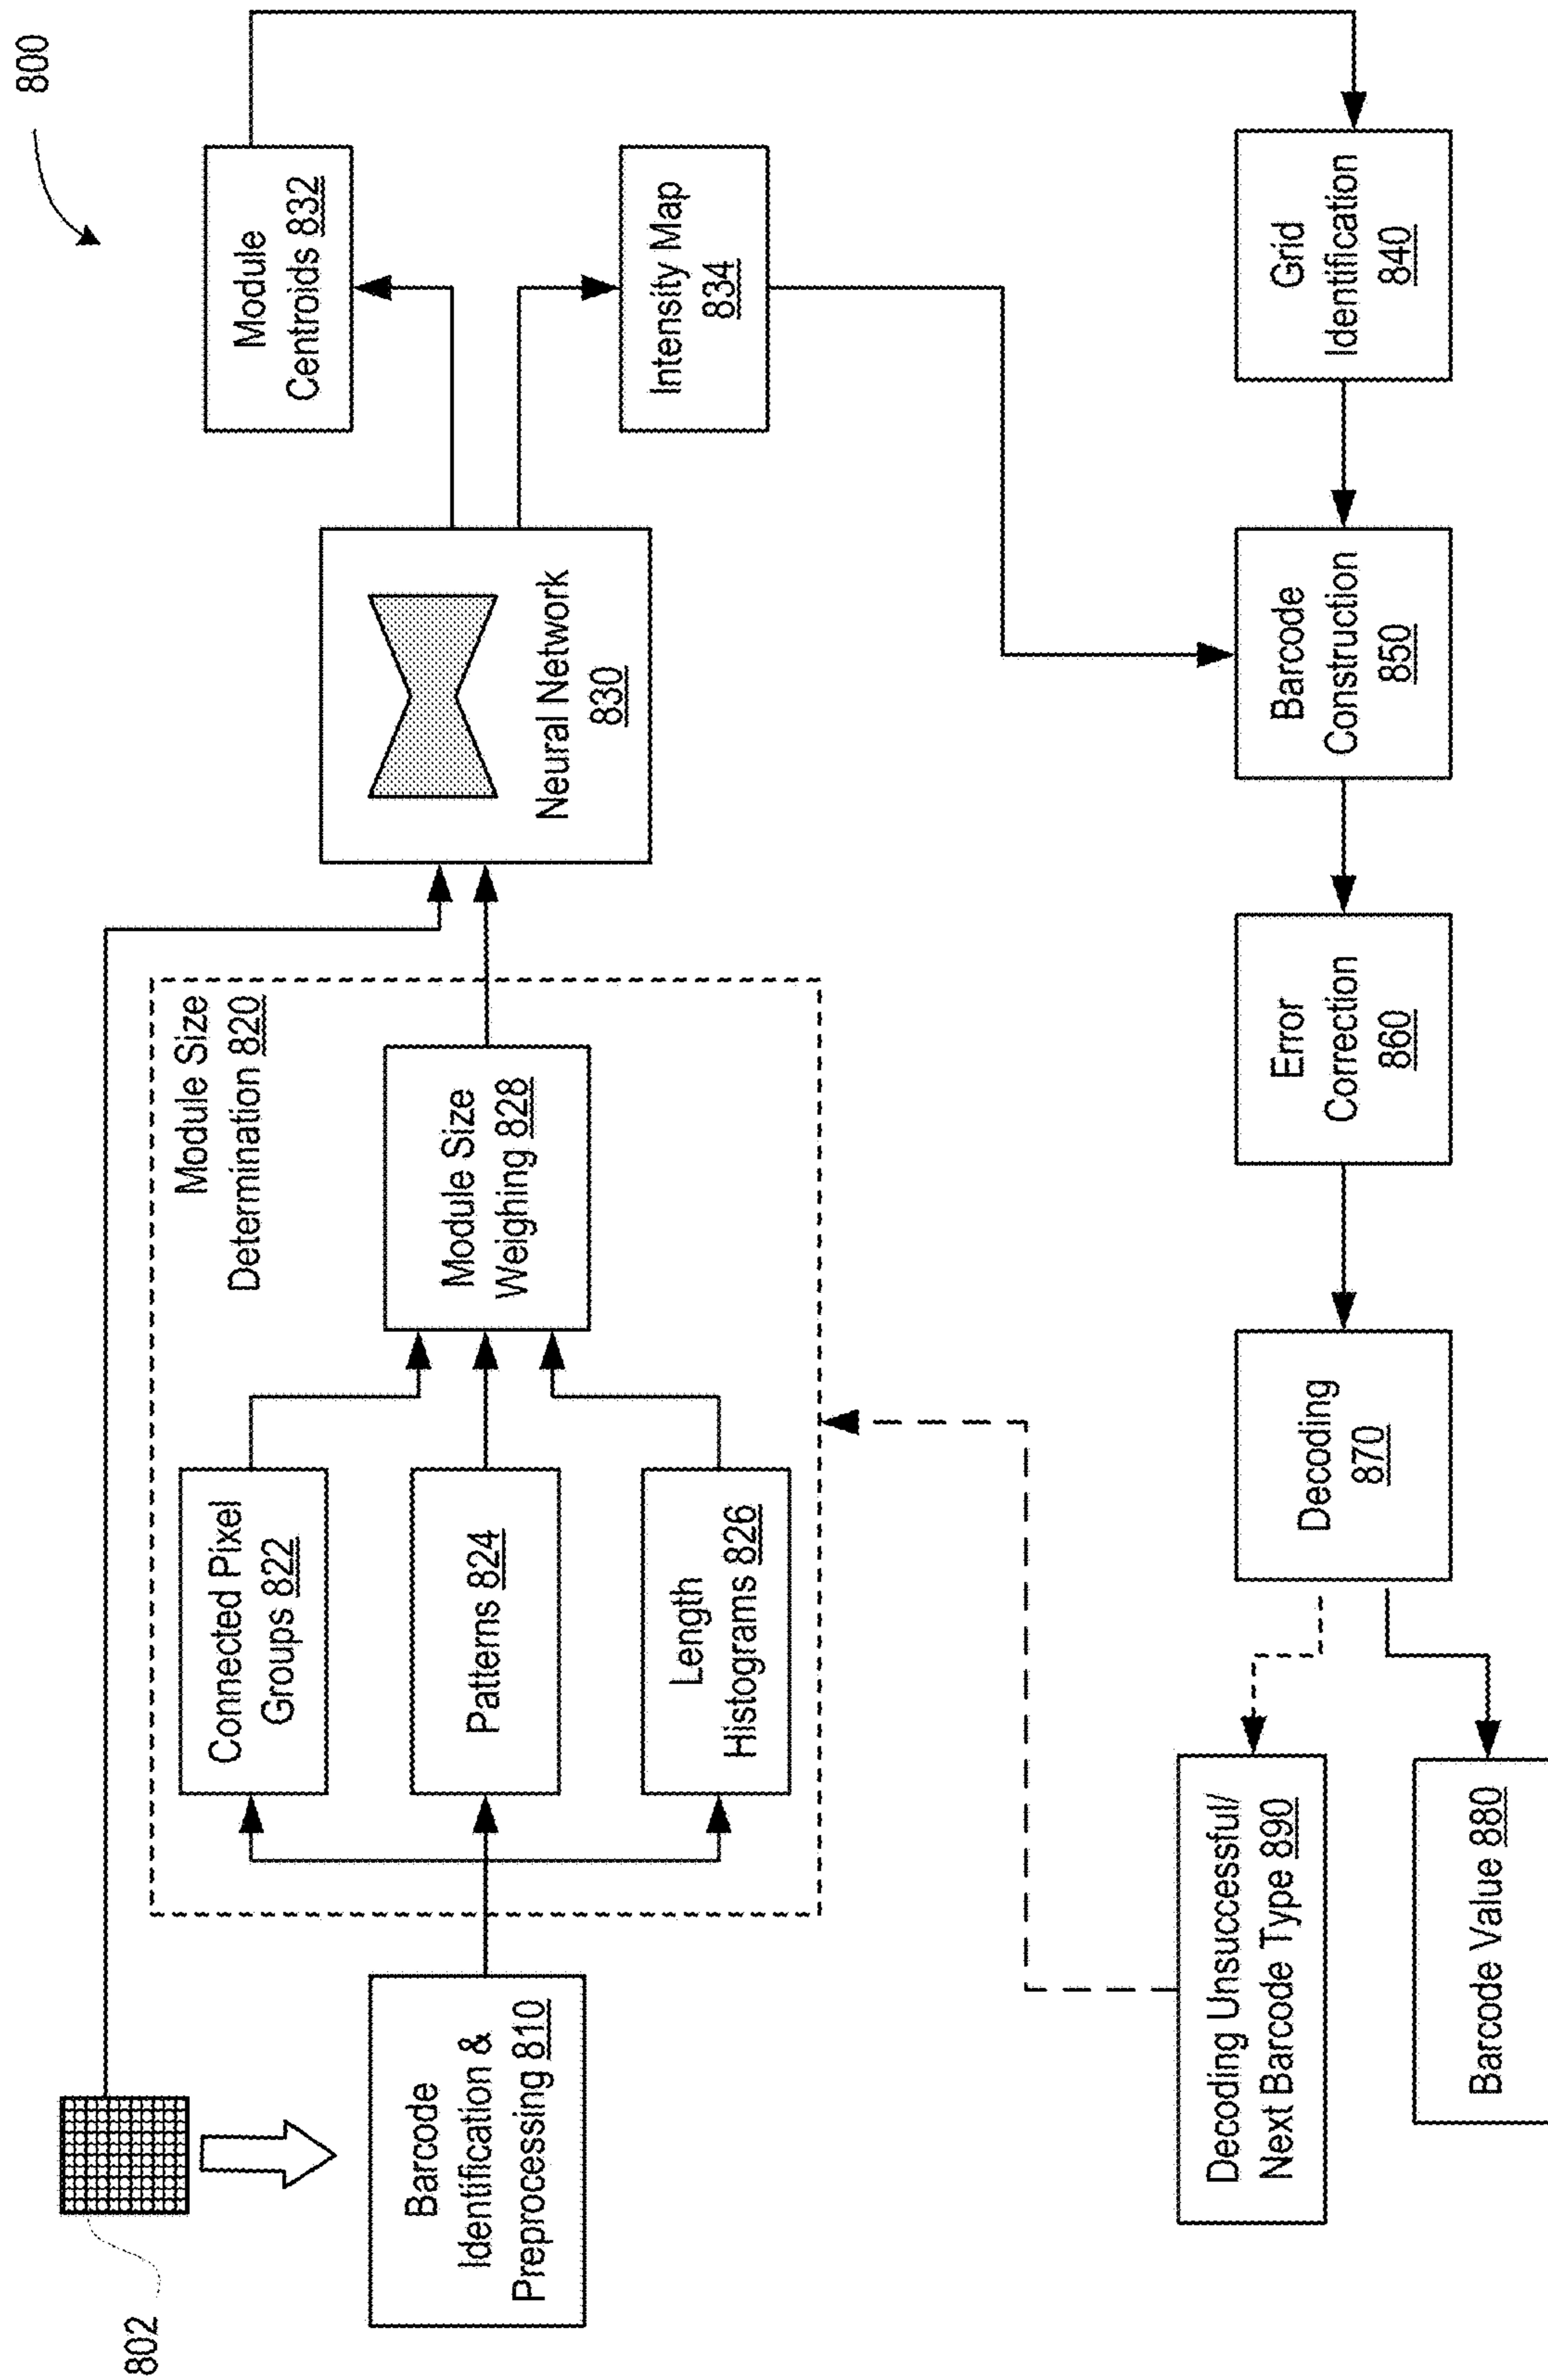 800
802
Barcode
Identification &
Preprocessing 810
Module Size
Determination 820
Connected Pixel
Groups 822
Patterns 824
Length
Histograms 826
Module Size
Weighing 828
Neural Network
830
Module
Centroids 832
Intensity Map
834
Grid
Identification
840
Barcode
Construction
850
Error
Correction
860
Decoding
870
Decoding Unsuccessful/
Next Barcode Type 890
Barcode Value 880